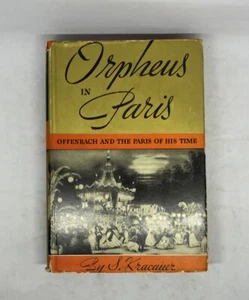 Orpheus
IN
Paris
OFFENBACH AND THE PARIS OF HIS TIME
By S. Kracauer